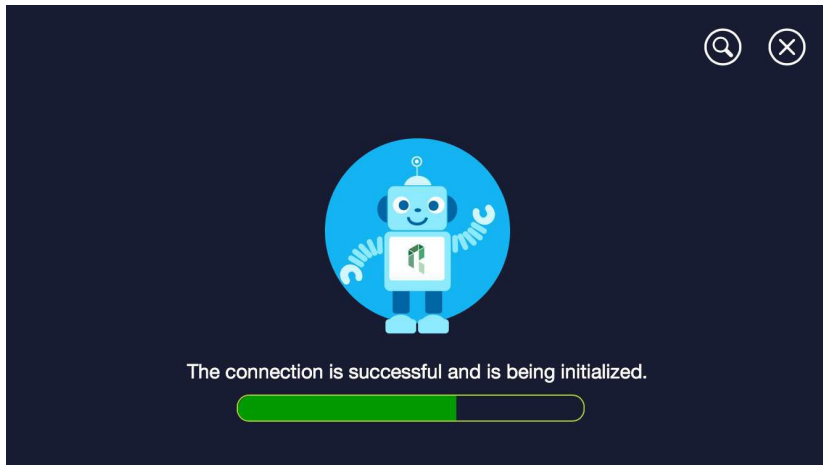 The connection is successful and is being initialized.